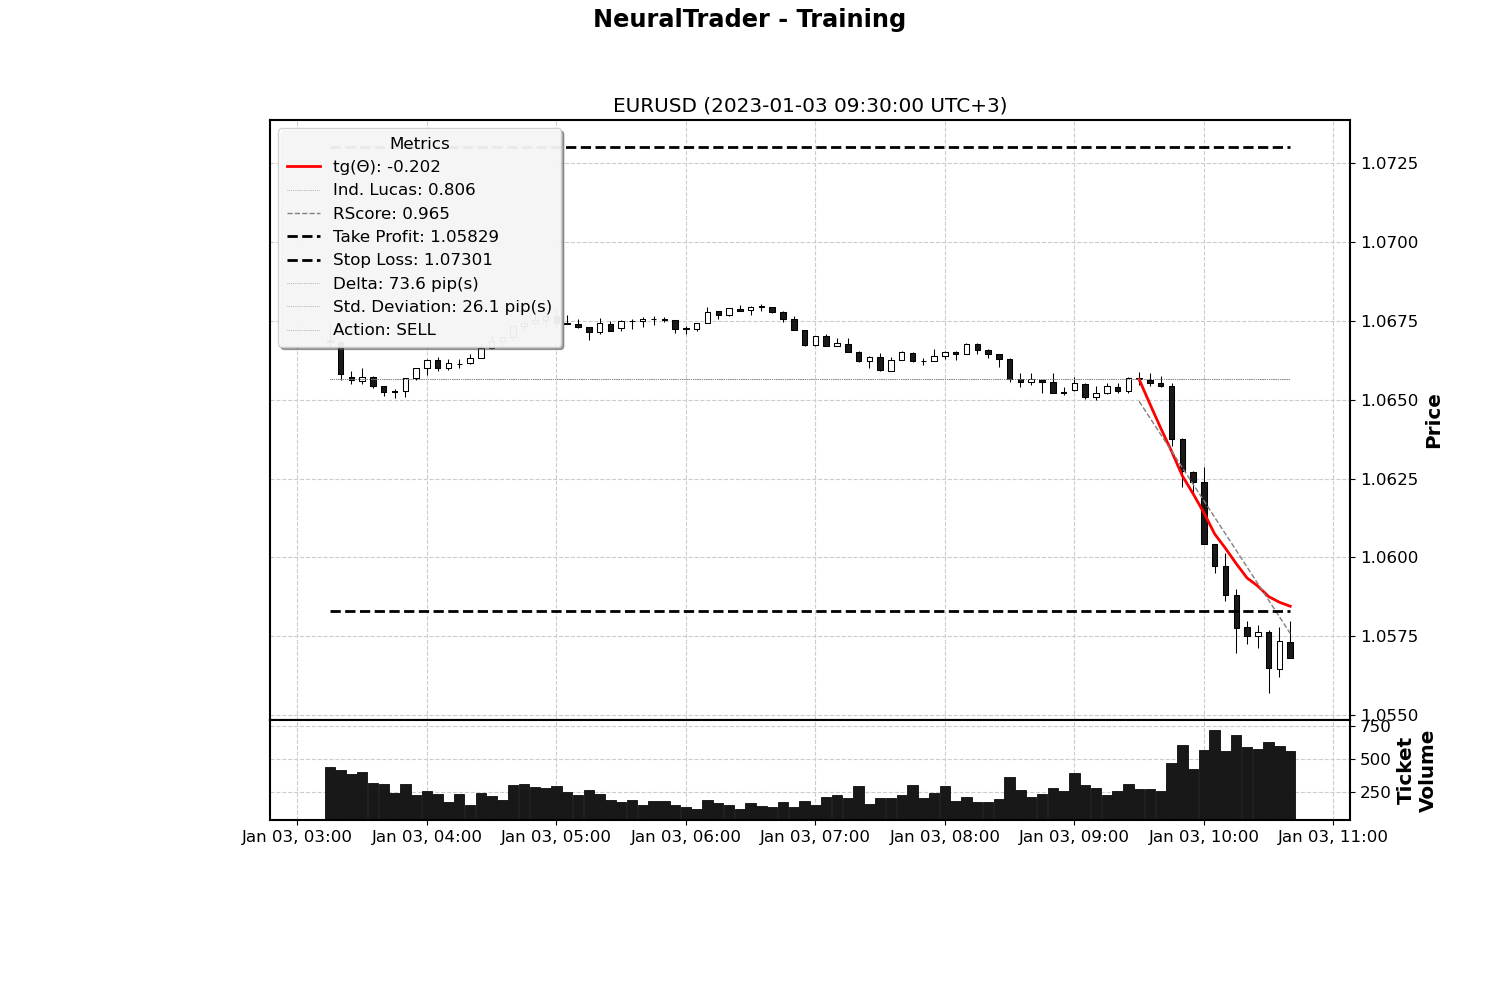 NeuralTrader - Training
EURUSD (2023-01-03 09:30:00 UTC+3)
Metrics
tg(Θ): -0.202
Ind. Lucas: 0.806
RScore: 0.965
Take Profit: 1.05829
Stop Loss: 1.07301
Delta: 73.6 pip(s)
Std. Deviation: 26.1 pip(s)
Action: SELL
1.0725
1.0700
1.0675
1.0650
1.0625
1.0600
1.0575
1.0550
Price
750
500
250
Ticket
Volume
Jan 03, 03:00
Jan 03, 04:00
Jan 03, 05:00
Jan 03, 06:00
Jan 03, 07:00
Jan 03, 08:00
Jan 03, 09:00
Jan 03, 10:00
Jan 03, 11:00